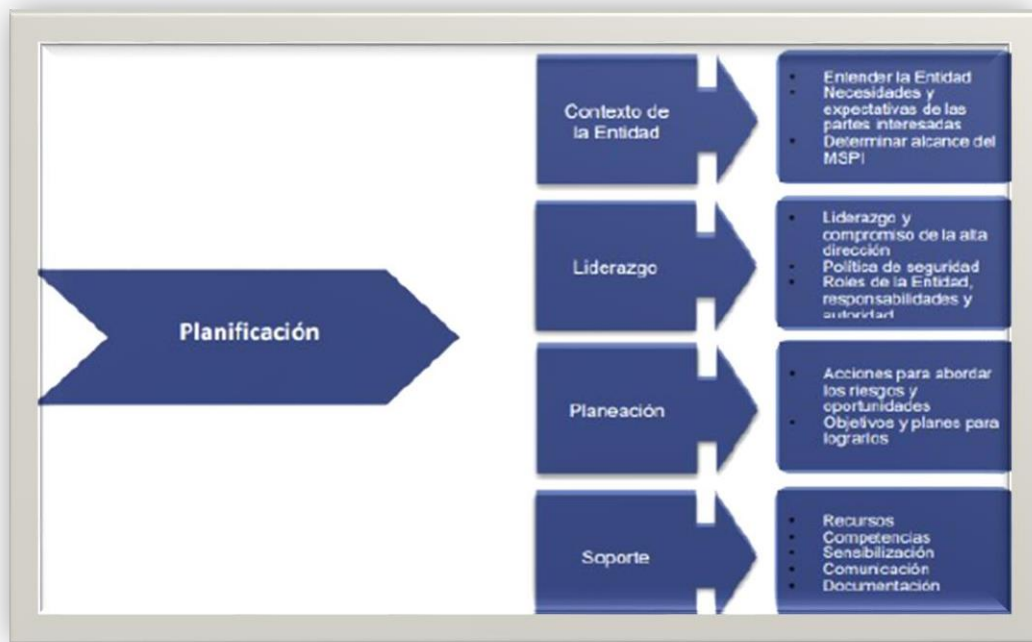 Planificación
Contexto de
la Entidad
Entender la Entidad
Necesidades y
expectativas de las
partes interesadas
Determinar alcance del
MSPI
Liderazgo
Liderazgo y
compromiso de la alta
dirección
Política de seguridad
Roles de la Entidad,
responsabilidades y
autoridad
Planeación
Acciones para abordar
los riesgos y
oportunidades
Objetivos y planes para
lograrlos
Soporte
Recursos
Competencias
Sensibilización
Comunicación
Documentación